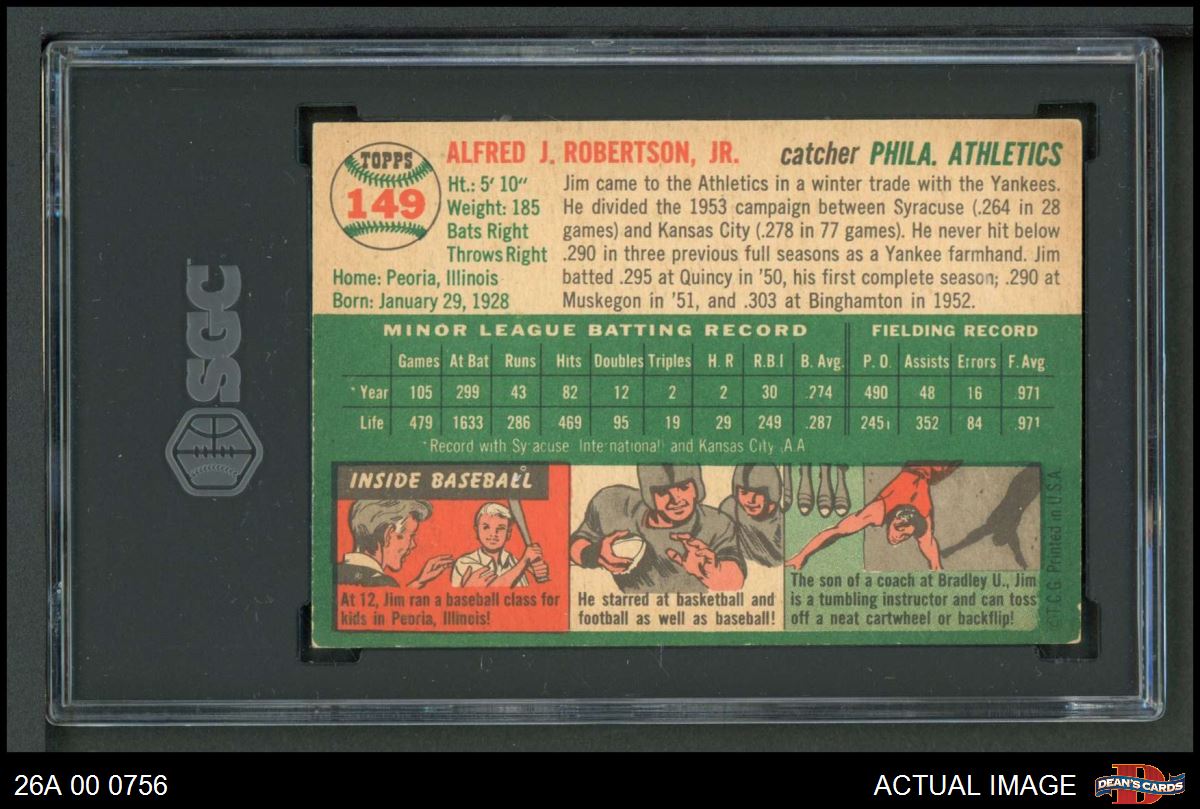 SGC
TOPPS
149
ALFRED J. ROBERTSON, JR. catcher PHILA. ATHLETICS
Ht.: 5' 10"
Weight: 185
Bats Right
Throws Right
Home: Peoria, Illinois
Born: January 29, 1928
Jim came to the Athletics in a winter trade with the Yankees.
He divided the 1953 campaign between Syracuse (.264 in 28
games) and Kansas City (.278 in 77 games). He never hit below
.290 in three previous full seasons as a Yankee farmhand. Jim
batted .295 at Quincy in '50, his first complete season; .290 at
Muskegon in '51, and .303 at Binghamton in 1952.
MINOR LEAGUE BATTING RECORD FIELDING RECORD
Games At Bat Runs Hits Doubles Triples H. R R.B.I B. Avg. P. O. Assists Errors F. Avg.
*Year 105 299 43 82 12 2 2 30 .274 490 48 16 .971
Life 479 1633 286 469 95 19 29 249 .287 2451 352 84 .971
*Record with Syracuse International and Kansas City A.A
INSIDE BASEBALL
At 12, Jim ran a baseball class for
kids in Peoria, Illinois!
He starred at basketball and
football as well as baseball!
The son of a coach at Bradley U., Jim
is a tumbling instructor and can toss
off a neat cartwheel or backflip!
©T.C.G. Printed in U.S.A.
26A 00 0756
ACTUAL IMAGE
DEAN'S CARDS